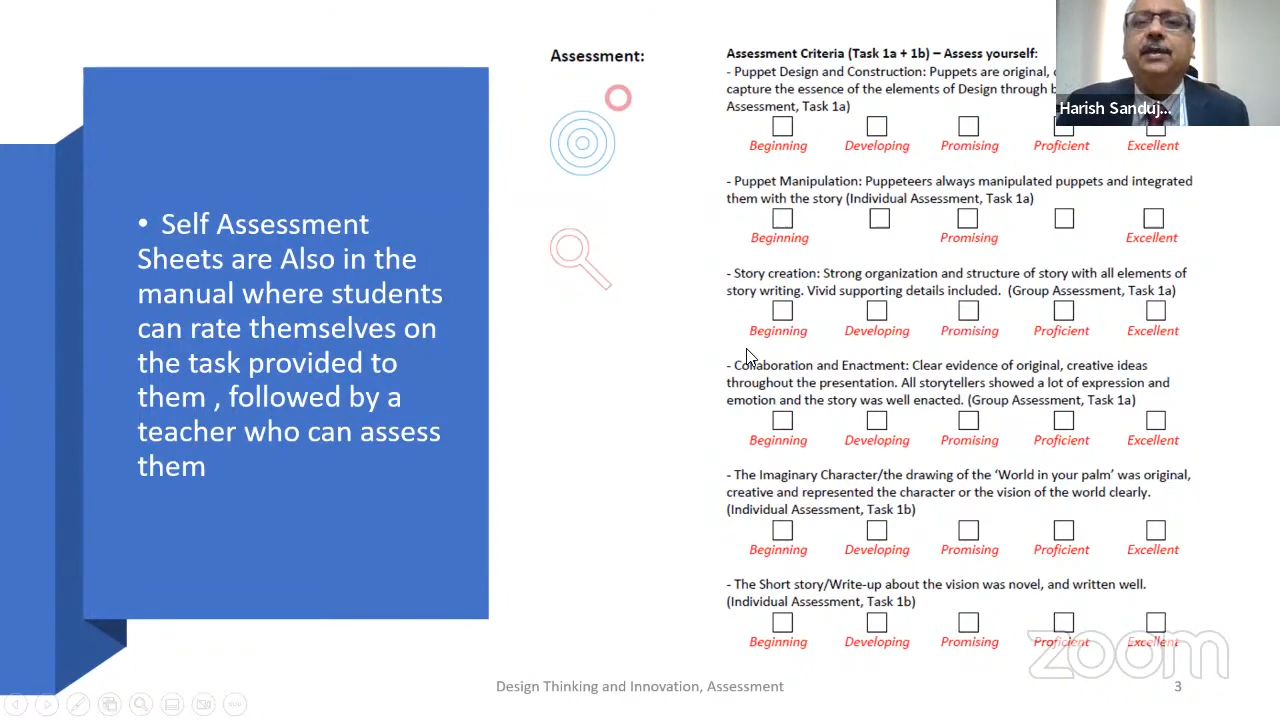 • Self Assessment
Sheets are Also in the
manual where students
can rate themselves on
the task provided to
them , followed by a
teacher who can assess
them
Assessment:
Assessment Criteria (Task 1a + 1b) – Assess yourself:
- Puppet Design and Construction: Puppets are original,
capture the essence of the elements of Design through
Assessment, Task 1a)
Beginning Developing Promising Proficient Excellent
- Puppet Manipulation: Puppeteers always manipulated puppets and integrated
them with the story (Individual Assessment, Task 1a)
Beginning Promising Excellent
- Story creation: Strong organization and structure of story with all elements of
story writing. Vivid supporting details included. (Group Assessment, Task 1a)
Beginning Developing Promising Proficient Excellent
- Collaboration and Enactment: Clear evidence of original, creative ideas
throughout the presentation. All storytellers showed a lot of expression and
emotion and the story was well enacted. (Group Assessment, Task 1a)
Beginning Developing Promising Proficient Excellent
- The Imaginary Character/the drawing of the ‘World in your palm’ was original,
creative and represented the character or the vision of the world clearly.
(Individual Assessment, Task 1b)
Beginning Developing Promising Proficient Excellent
- The Short story/Write-up about the vision was novel, and written well.
(Individual Assessment, Task 1b)
Beginning Developing Promising Proficient Excellent
Harish Sanduj...
zoom
Design Thinking and Innovation, Assessment
3